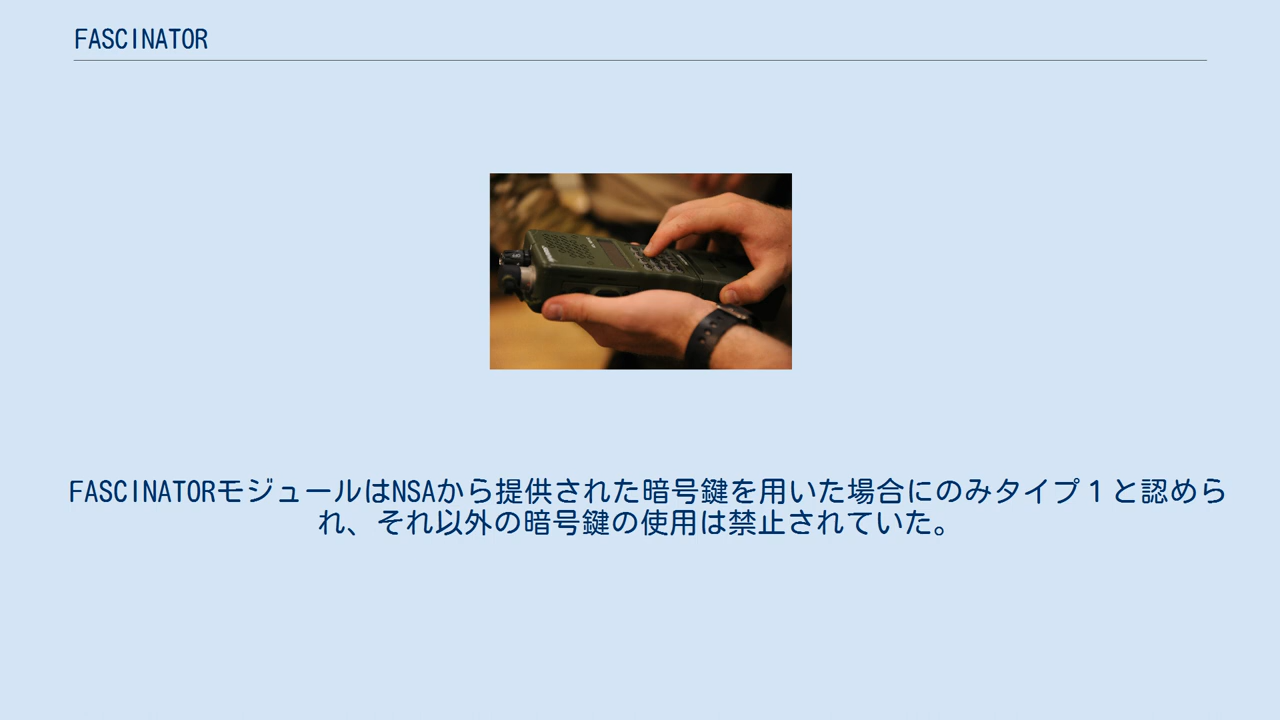 FASCINATOR
FASCINATORモジュールはNSAから提供された暗号鍵を用いた場合にのみタイプ１と認めら
れ、それ以外の暗号鍵の使用は禁止されていた。